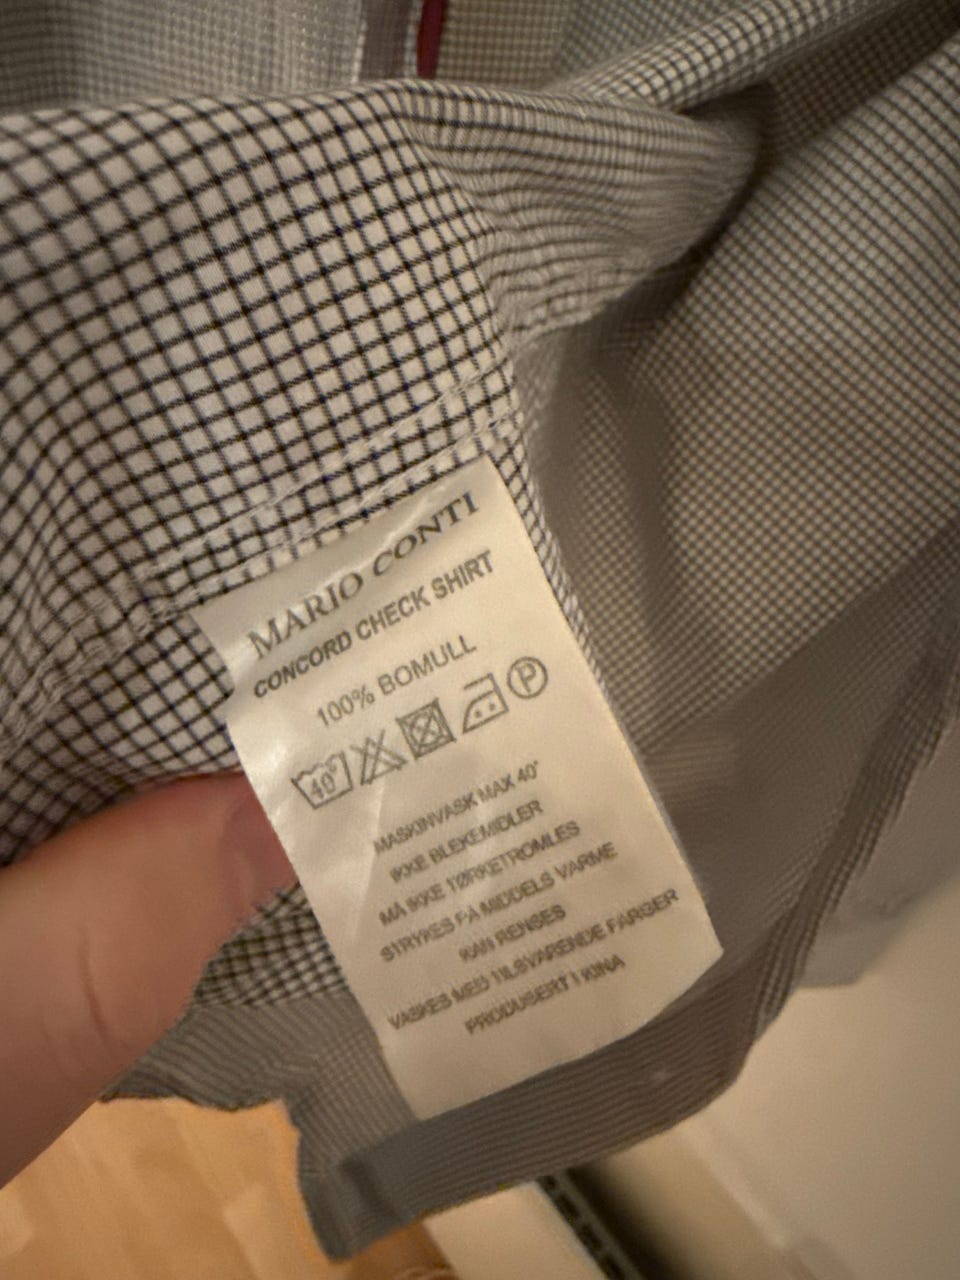 MARIO CONTI
CONCORD CHECK SHIRT
100% BOMULL
40° P
MASKINVASK MAX 40°
IKKE BLEKEMIDLER
MÅ IKKE TØRKETROMLES
STRYKES PÅ MIDDELS VARME
KAN RENSES
VASKES MED TILSVARENDE FARGER
PRODUSERT I KINA